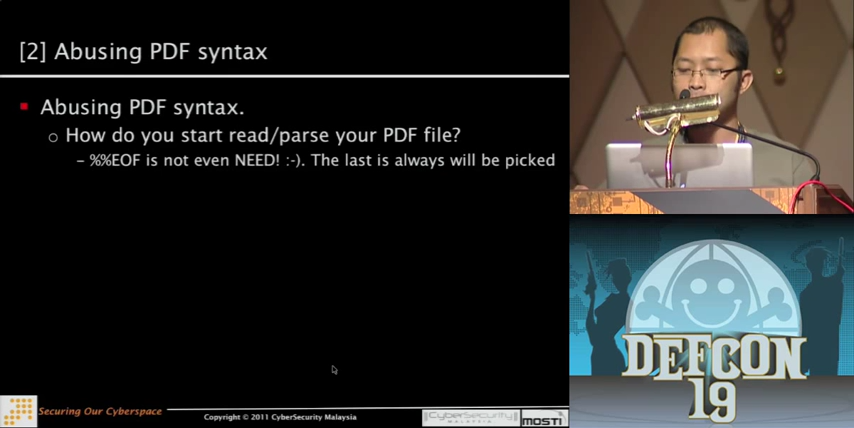 [2] Abusing PDF syntax
Abusing PDF syntax.
How do you start read/parse your PDF file?
– %%EOF is not even NEED! :-). The last is always will be picked
Securing Our Cyberspace
Copyright © 2011 CyberSecurity Malaysia
CyberSecurity
MALAYSIA
MOSTI
DEFCON
19